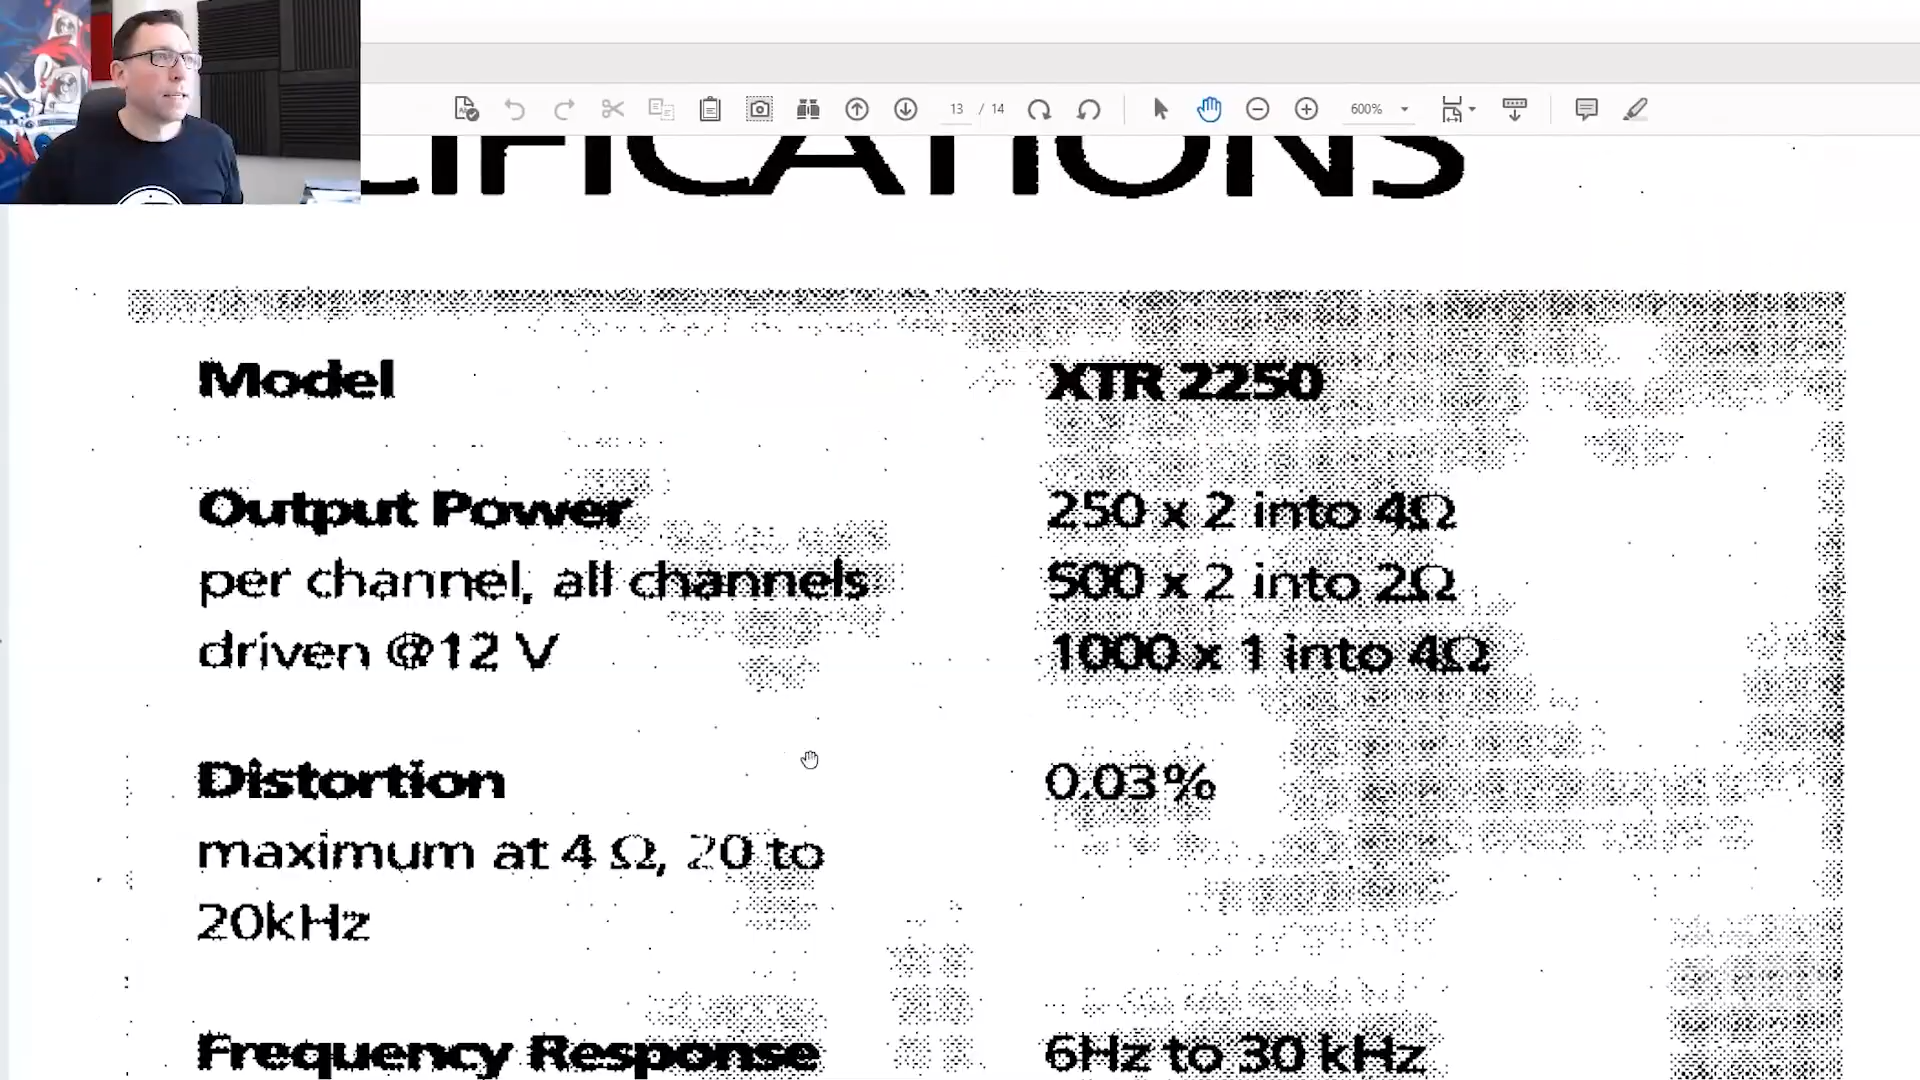 13 / 14
600%
CIFICATIONS
Model
XTR 2250
Output Power
per channel, all channels
driven @12 V
250 x 2 into 4Ω
500 x 2 into 2Ω
1000 x 1 into 4Ω
Distortion
maximum at 4 Ω, 20 to
20kHz
0.03%
Frequency Response
6Hz to 30 kHz